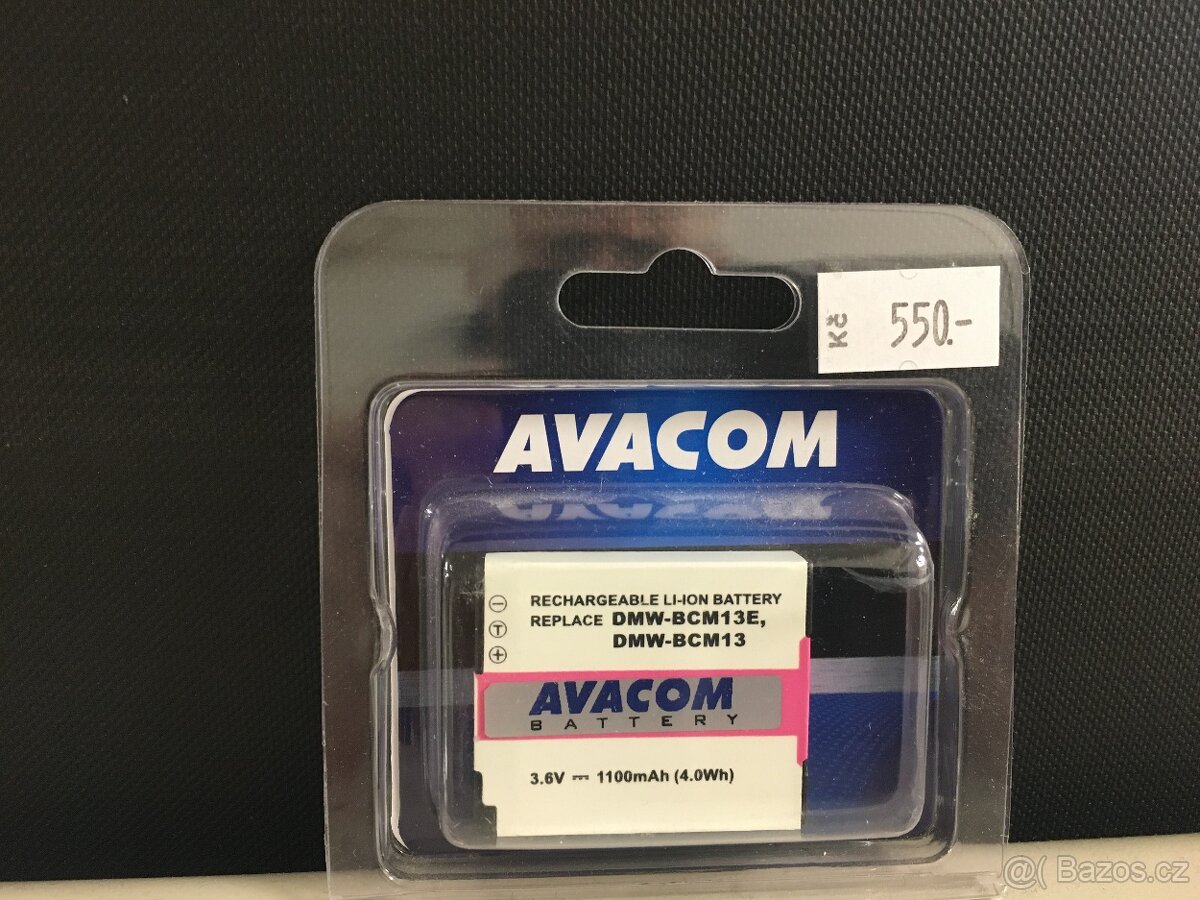 Kč 550.-
AVACOM
RECHARGEABLE LI-ION BATTERY
REPLACE DMW-BCM13E,
DMW-BCM13
- T +
AVACOM
BATTERY
3.6V ⎓ 1100mAh (4.0Wh)
@( Bazos.cz